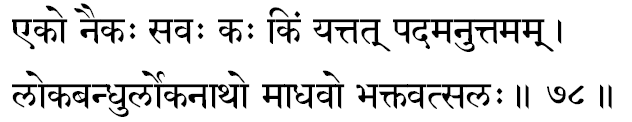 एको नैकः सवः कः किं यत्तत् पदमनुत्तमम् ।
लोकबन्धुर्लोकनाथो माधवो भक्तवत्सलः ॥ ७८ ॥